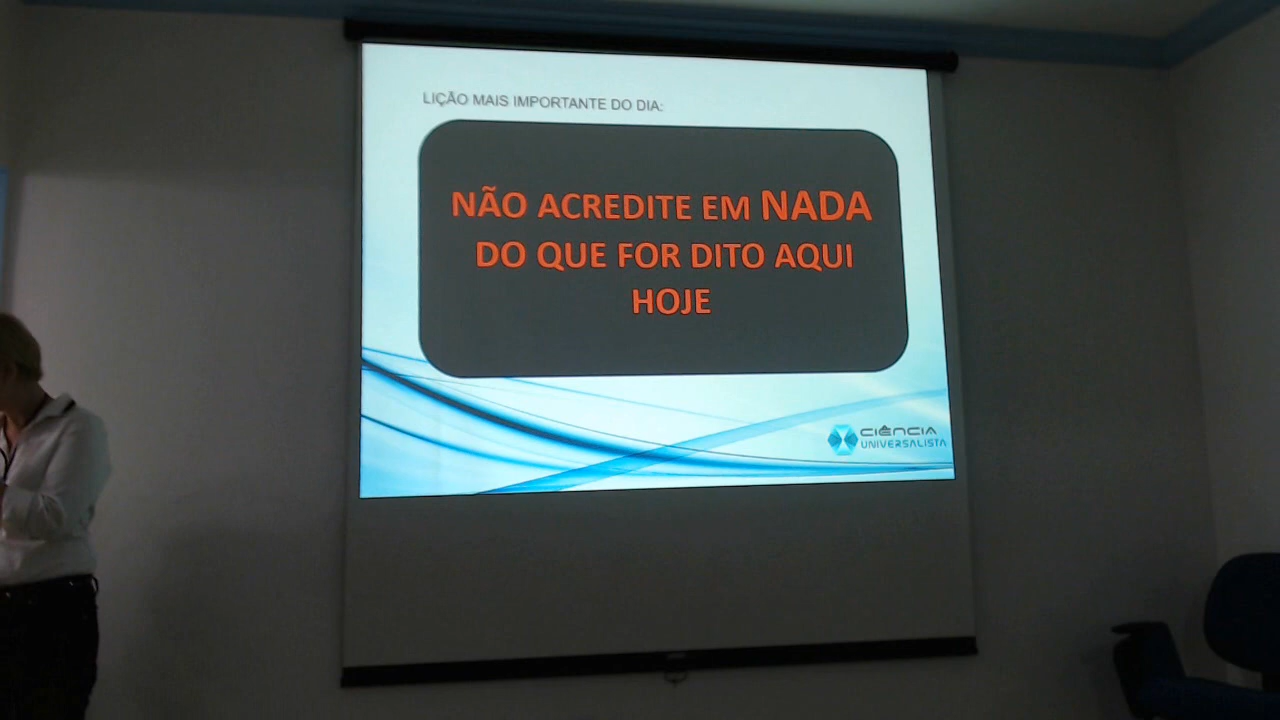 LIÇÃO MAIS IMPORTANTE DO DIA:
NÃO ACREDITE EM NADA
DO QUE FOR DITO AQUI
HOJE
CIÊNCIA
UNIVERSALISTA